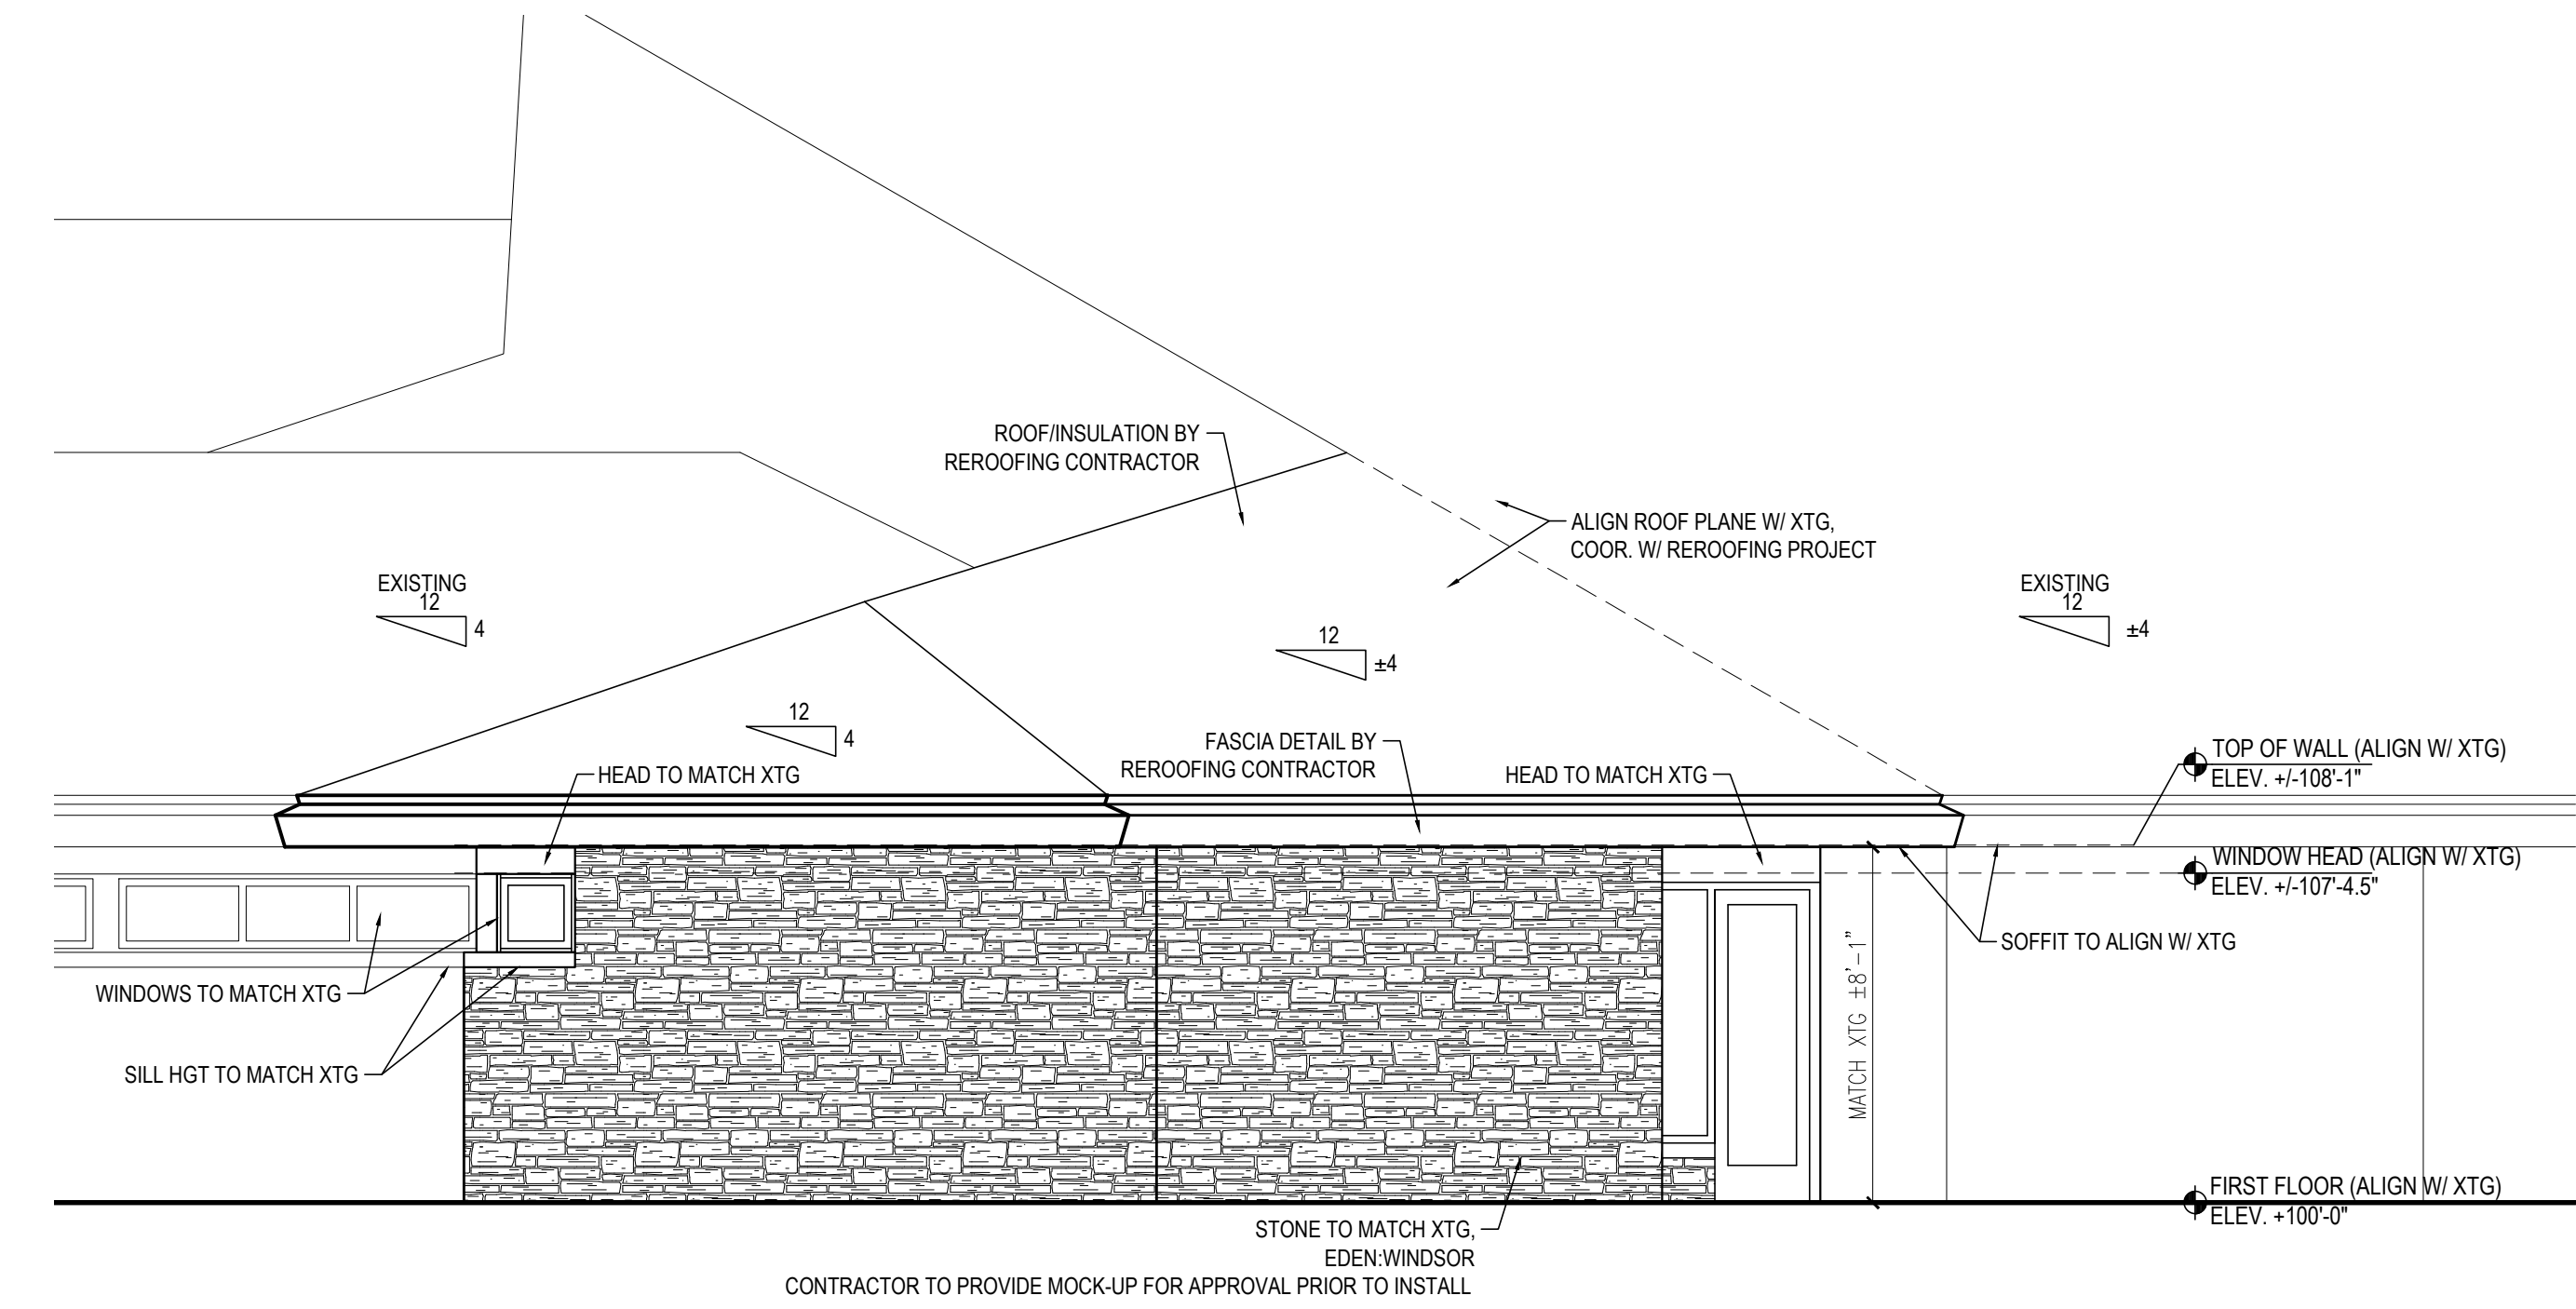 ROOF/INSULATION BY
REROOFING CONTRACTOR
ALIGN ROOF PLANE W/ XTG,
COOR. W/ REROOFING PROJECT
EXISTING
12
4
EXISTING
12
±4
12
±4
12
4
FASCIA DETAIL BY
REROOFING CONTRACTOR
HEAD TO MATCH XTG
HEAD TO MATCH XTG
TOP OF WALL (ALIGN W/ XTG)
ELEV. +/-108'-1"
WINDOW HEAD (ALIGN W/ XTG)
ELEV. +/-107'-4.5"
SOFFIT TO ALIGN W/ XTG
MATCH XTG ±8'-1"
WINDOWS TO MATCH XTG
SILL HGT TO MATCH XTG
FIRST FLOOR (ALIGN W/ XTG)
ELEV. +100'-0"
STONE TO MATCH XTG,
EDEN:WINDSOR
CONTRACTOR TO PROVIDE MOCK-UP FOR APPROVAL PRIOR TO INSTALL